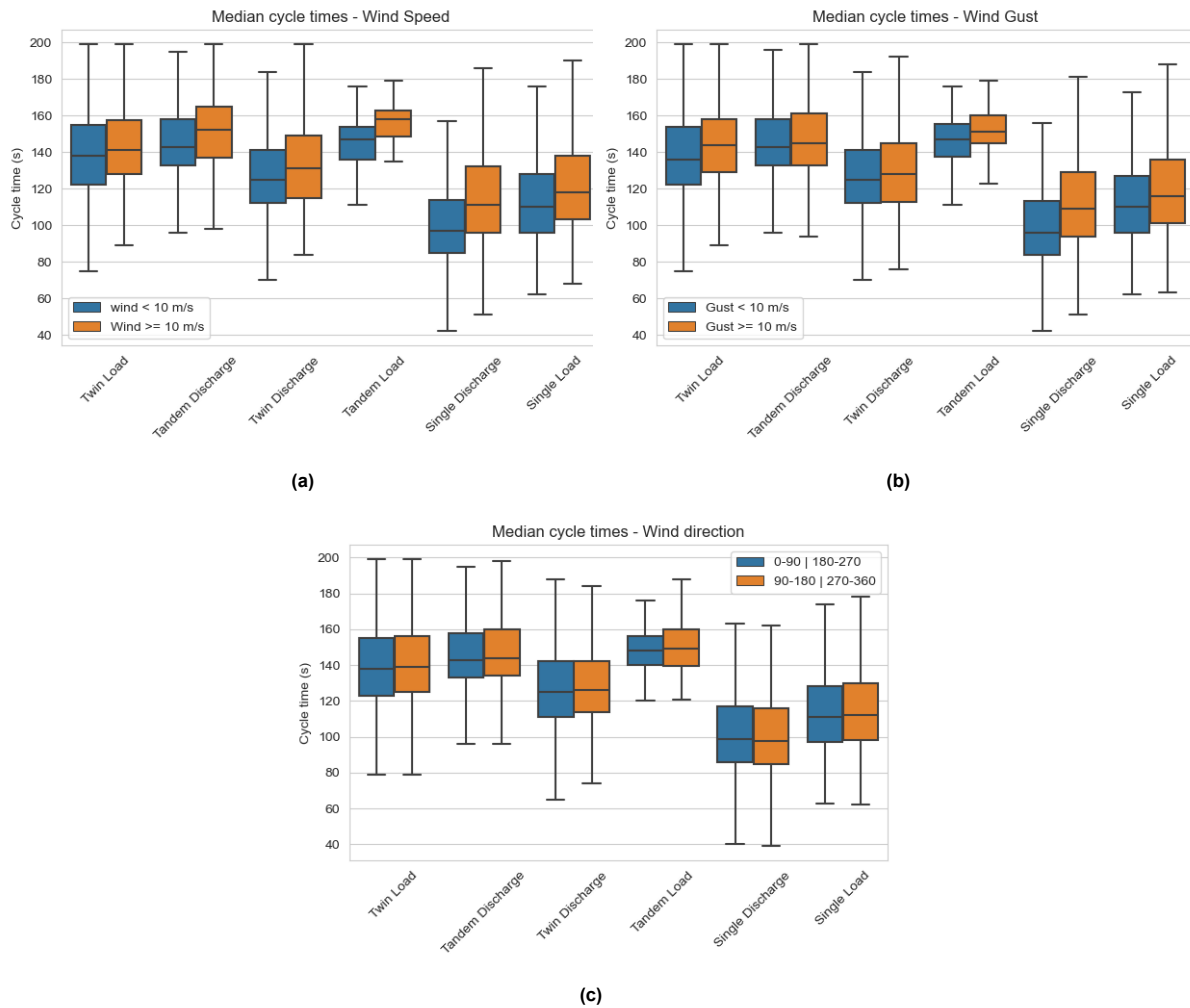 Median cycle times - Wind Speed
Cycle time (s)
200
180
160
140
120
100
80
60
40
wind < 10 m/s
Wind >= 10 m/s
Twin Load
Tandem Discharge
Twin Discharge
Tandem Load
Single Discharge
Single Load
(a)
Median cycle times - Wind Gust
Cycle time (s)
200
180
160
140
120
100
80
60
40
Gust < 10 m/s
Gust >= 10 m/s
Twin Load
Tandem Discharge
Twin Discharge
Tandem Load
Single Discharge
Single Load
(b)
Median cycle times - Wind direction
Cycle time (s)
200
180
160
140
120
100
80
60
40
0-90 | 180-270
90-180 | 270-360
Twin Load
Tandem Discharge
Twin Discharge
Tandem Load
Single Discharge
Single Load
(c)